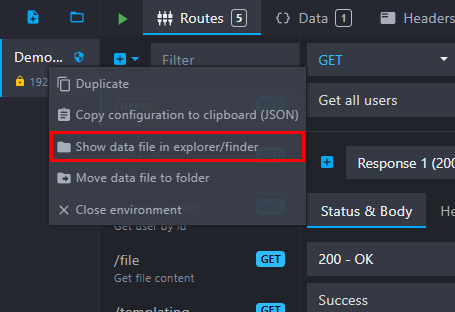 Routes 5
Data 1
Headers
Demo...
192
Filter
GET
Duplicate
Copy configuration to clipboard (JSON)
Show data file in explorer/finder
Move data file to folder
Close environment
Get all users
Response 1 (200
Status & Body
He
200 - OK
Success
Get user by id
/file
GET
Get file content
/templating
GET